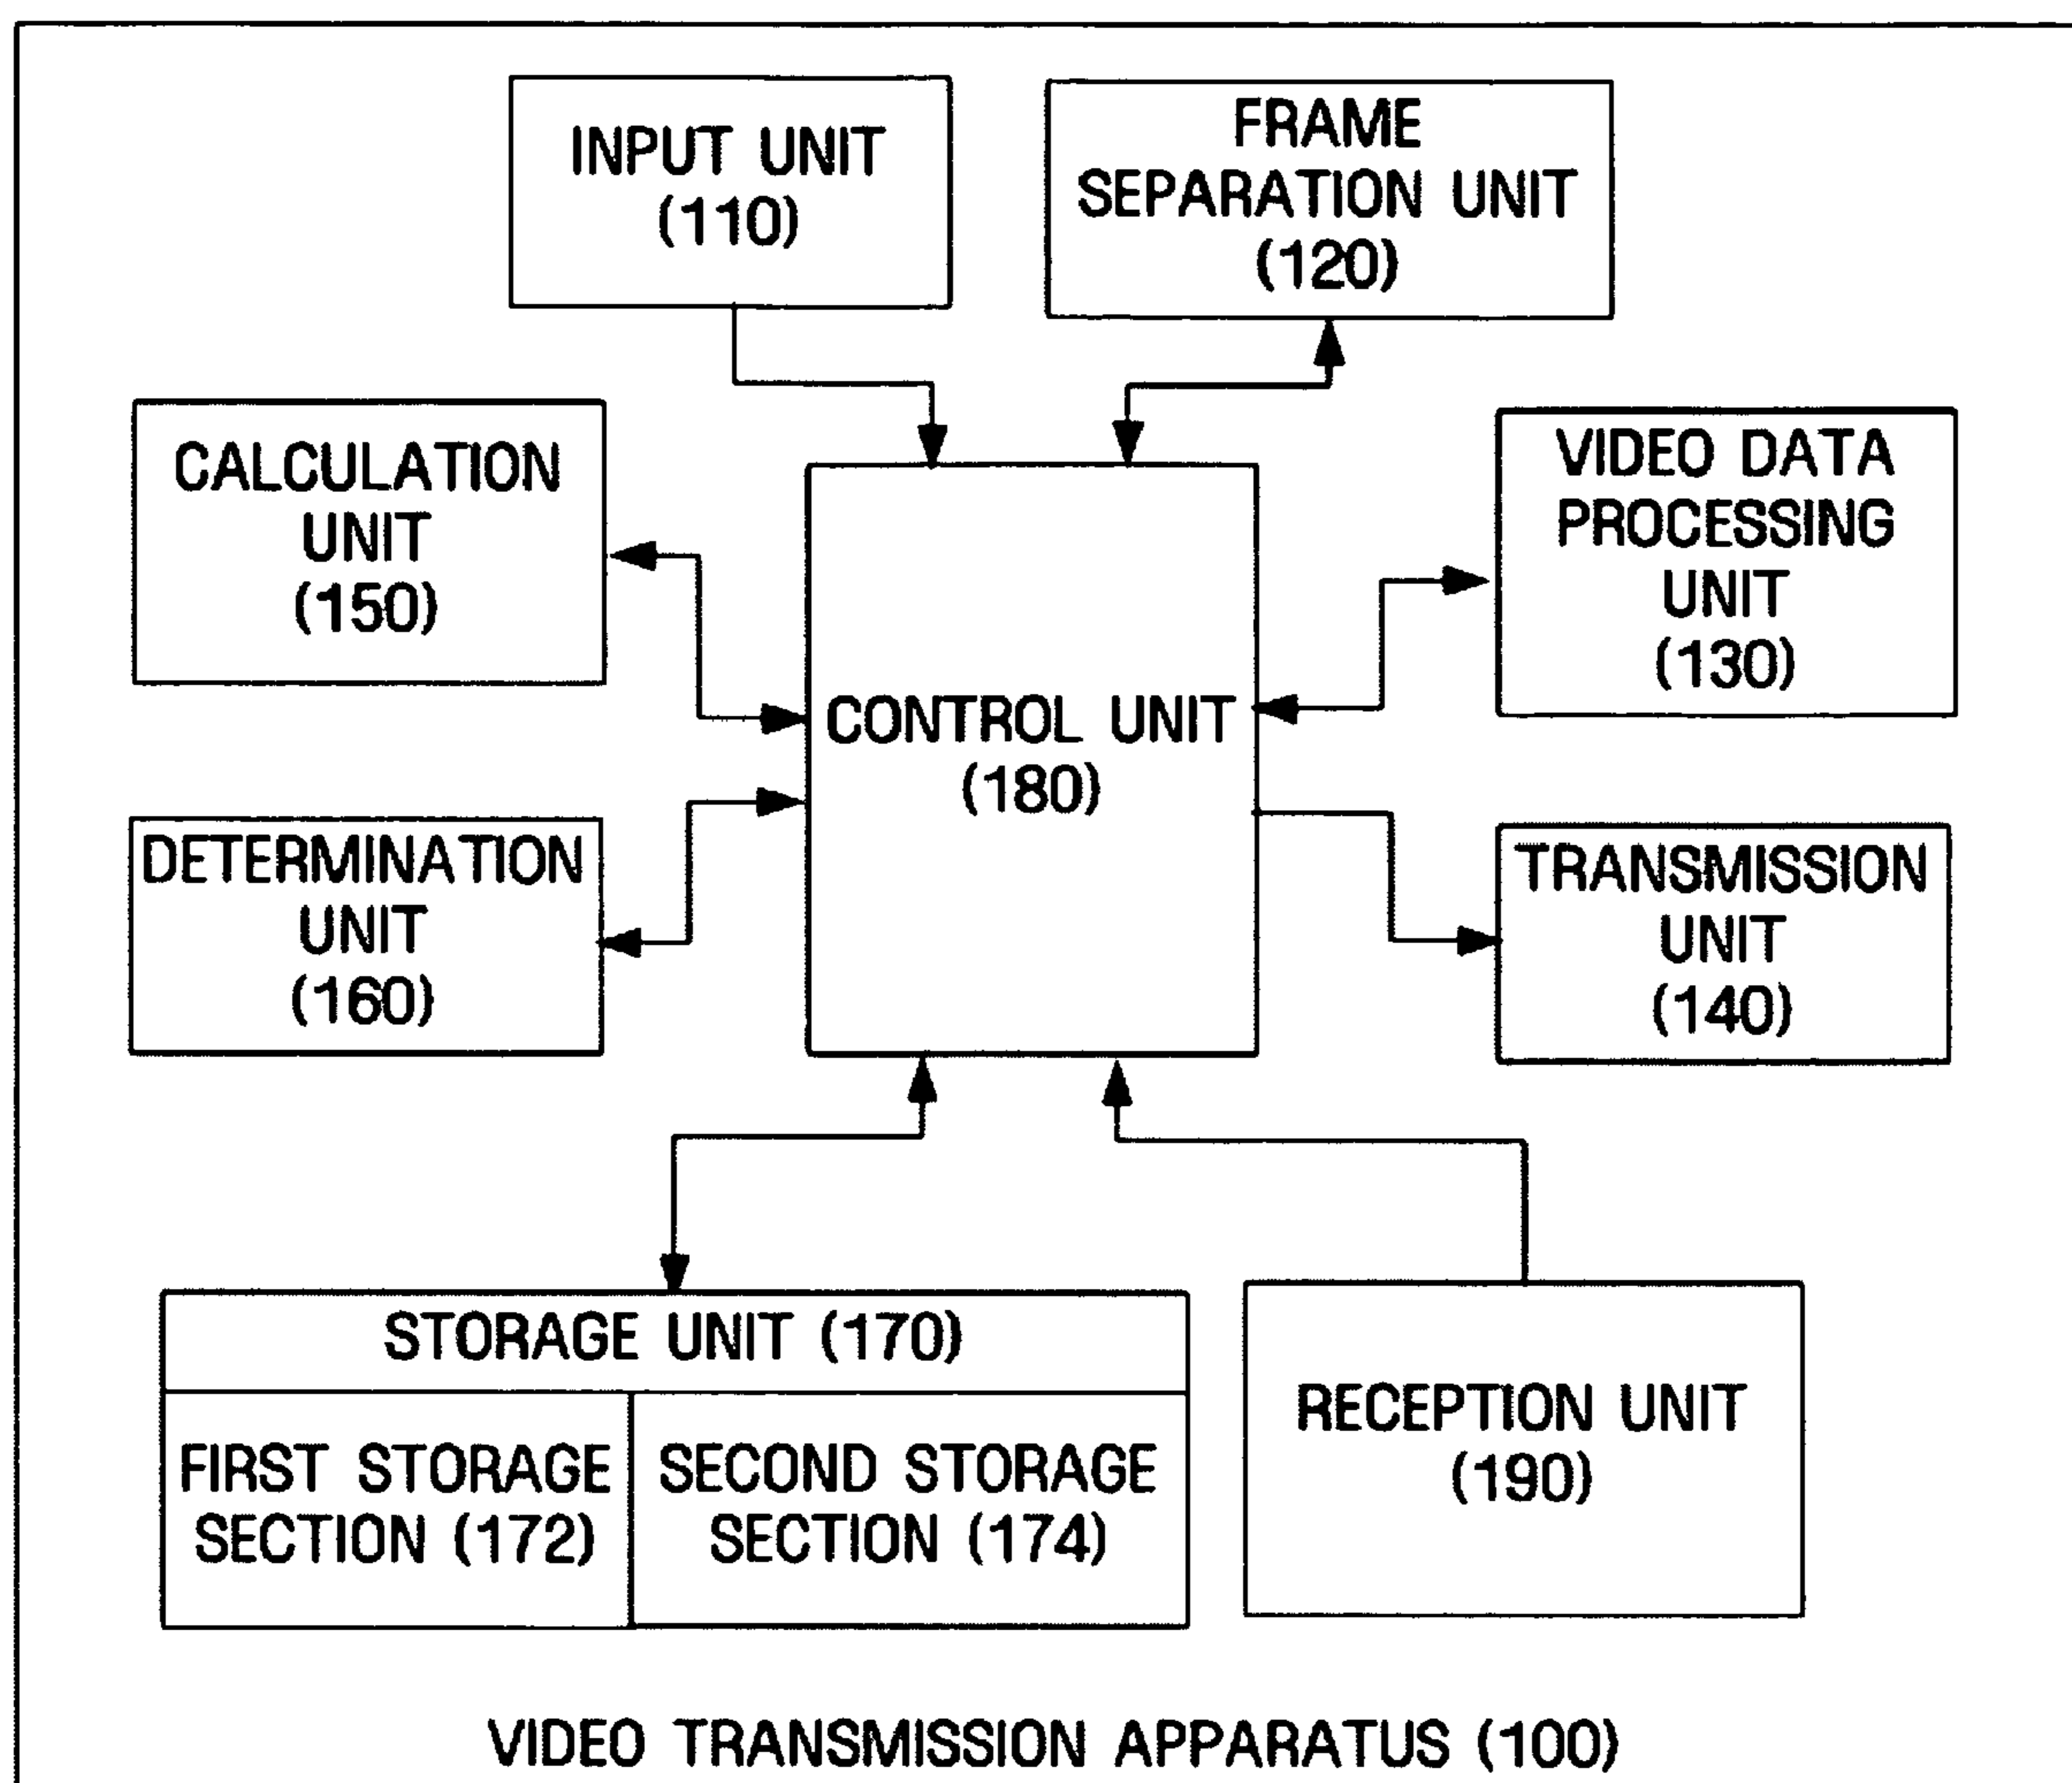 INPUT UNIT
(110)
FRAME
SEPARATION UNIT
(120)
CALCULATION
UNIT
(150)
VIDEO DATA
PROCESSING
UNIT
(130)
CONTROL UNIT
(180)
DETERMINATION
UNIT
(160)
TRANSMISSION
UNIT
(140)
STORAGE UNIT (170)
FIRST STORAGE
SECTION (172)
SECOND STORAGE
SECTION (174)
RECEPTION UNIT
(190)
VIDEO TRANSMISSION APPARATUS (100)